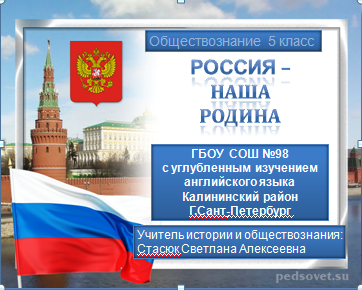 Обществознание 5 класс
РОССИЯ –
НАША
РОДИНА
ГБОУ СОШ №98
с углубленным изучением
английского языка
Калининский район
Г.Сант-Петербург
Учитель истории и обществознания:
Стасюк Светлана Алексеевна
pedsovet.su